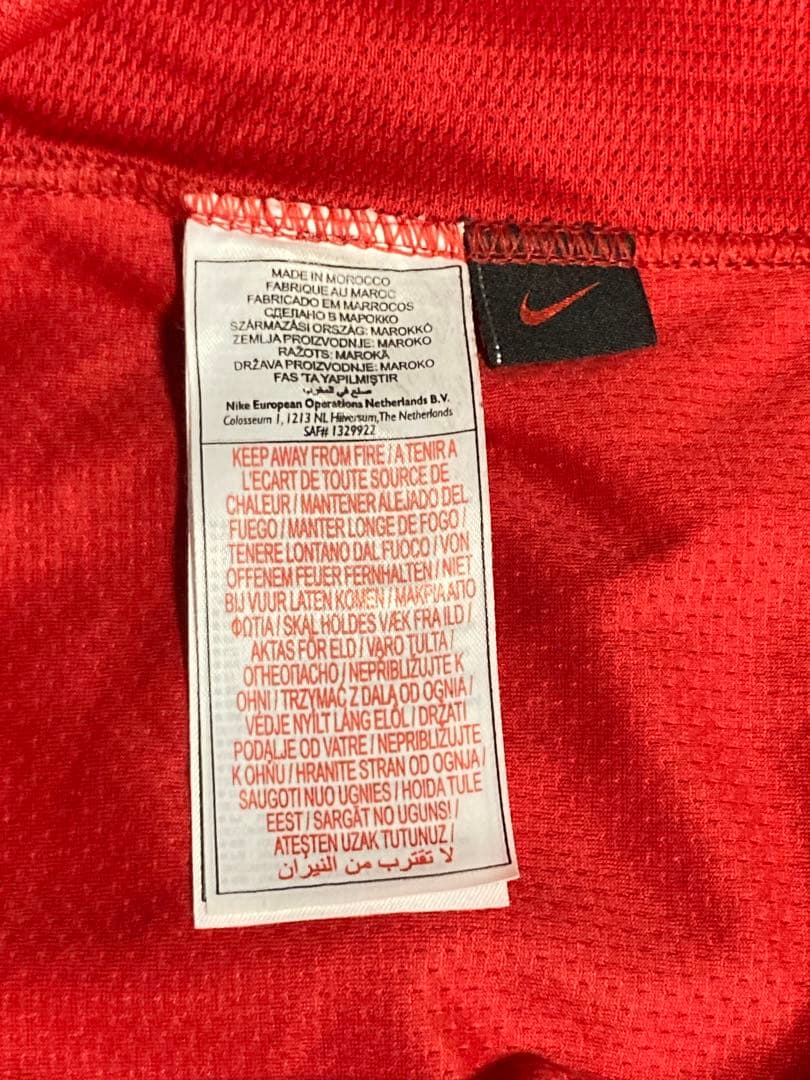 MADE IN MOROCCO
FABRIQUE AU MAROC
FABRICADO EM MARROCOS
СДЕЛАНО В МАРОККО
SZÁRMAZÁSI ORSZÁG: MAROKKÓ
ZEMLJA PROIZVODNJE: MAROKO
RAŽOTS: MAROKĀ
DRŽAVA PROIZVODNJE: MAROKO
FAS 'TA YAPILMIŞTIR
صنع في المغرب
Nike European Operations Netherlands B.V.
Colosseum 1, 1213 NL Hilversum, The Netherlands
SAF# 1329922
KEEP AWAY FROM FIRE / A TENIR A
L'ECART DE TOUTE SOURCE DE
CHALEUR / MANTENER ALEJADO DEL
FUEGO / MANTER LONGE DE FOGO /
TENERE LONTANO DAL FUOCO / VON
OFFENEM FEUER FERNHALTEN / NIET
BIJ VUUR LATEN KOMEN / ΜΑΚΡΙΑ ΑΠΟ
ΦΩΤΙΑ / SKAL HOLDES VÆK FRA ILD /
AKTAS FÖR ELD / VARO TULTA /
ОГНЕОПАСНО / NEPŘIBLIŽUJTE K
OHNI / TRZYMAĆ Z DALA OD OGNIA /
VÉDJE NYÍLT LÁNG ELŐL / DRŽATI
PODALJE OD VATRE / NEPRIBLIŽUJTE
K OHŇU / HRANITE STRAN OD OGNJA /
SAUGOTI NUO UGNIES / HOIDA TULE
EEST / SARGĀT NO UGUNS! /
ATEŞTEN UZAK TUTUNUZ /
لا تقترب من النيران